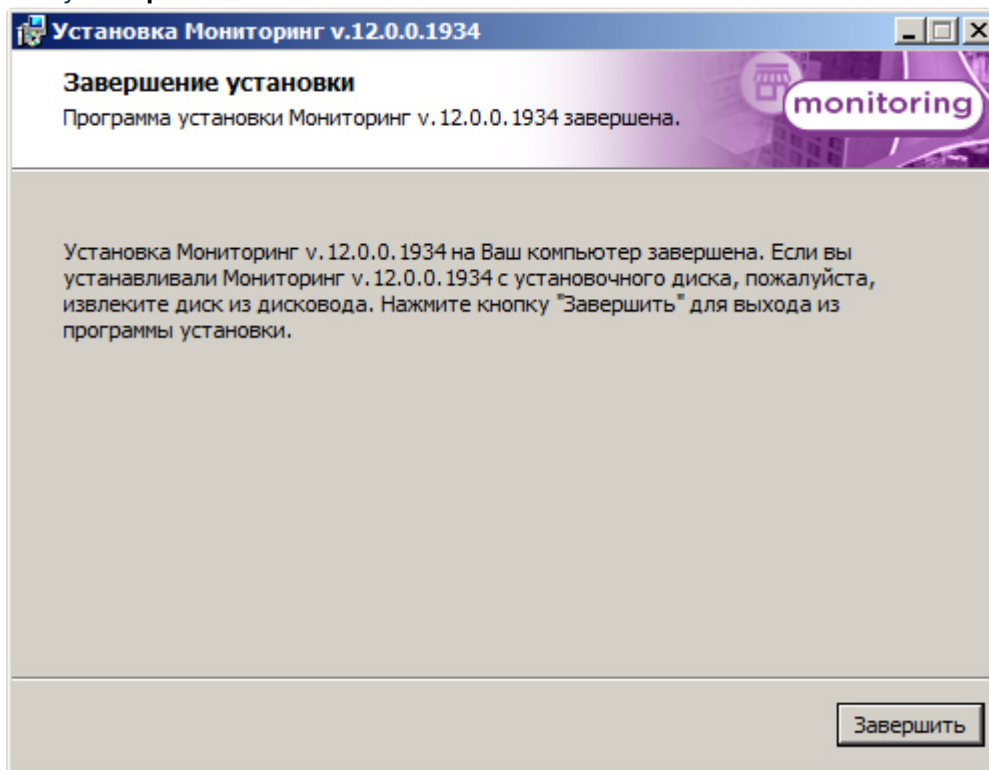 Установка Мониторинг v.12.0.0.1934
Завершение установки
Программа установки Мониторинг v.12.0.0.1934 завершена.
monitoring
Установка Мониторинг v.12.0.0.1934 на Ваш компьютер завершена. Если вы
устанавливали Мониторинг v.12.0.0.1934 с установочного диска, пожалуйста,
извлеките диск из дисковода. Нажмите кнопку "Завершить" для выхода из
программы установки.
Завершить